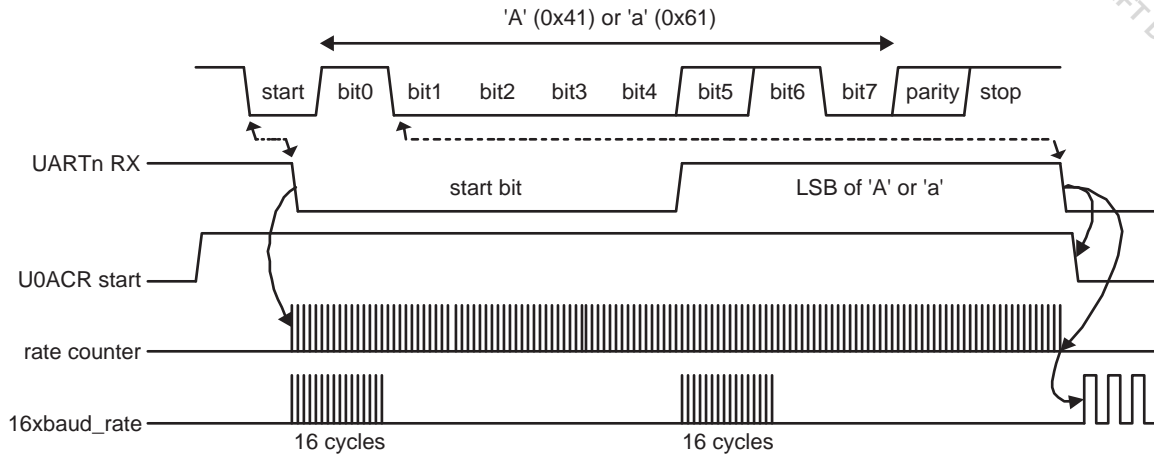 'A' (0x41) or 'a' (0x61)
start bit0 bit1 bit2 bit3 bit4 bit5 bit6 bit7 parity stop
UARTn RX
start bit LSB of 'A' or 'a'
U0ACR start
rate counter
16xbaud_rate
16 cycles 16 cycles